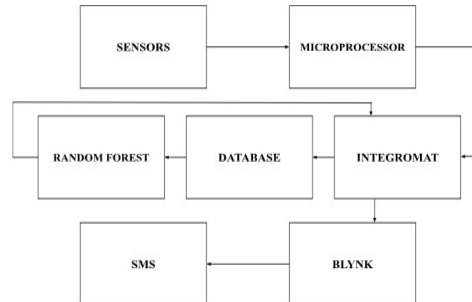 SENSORS
MICROPROCESSOR
RANDOM FOREST
DATABASE
INTEGROMAT
SMS
BLYNK